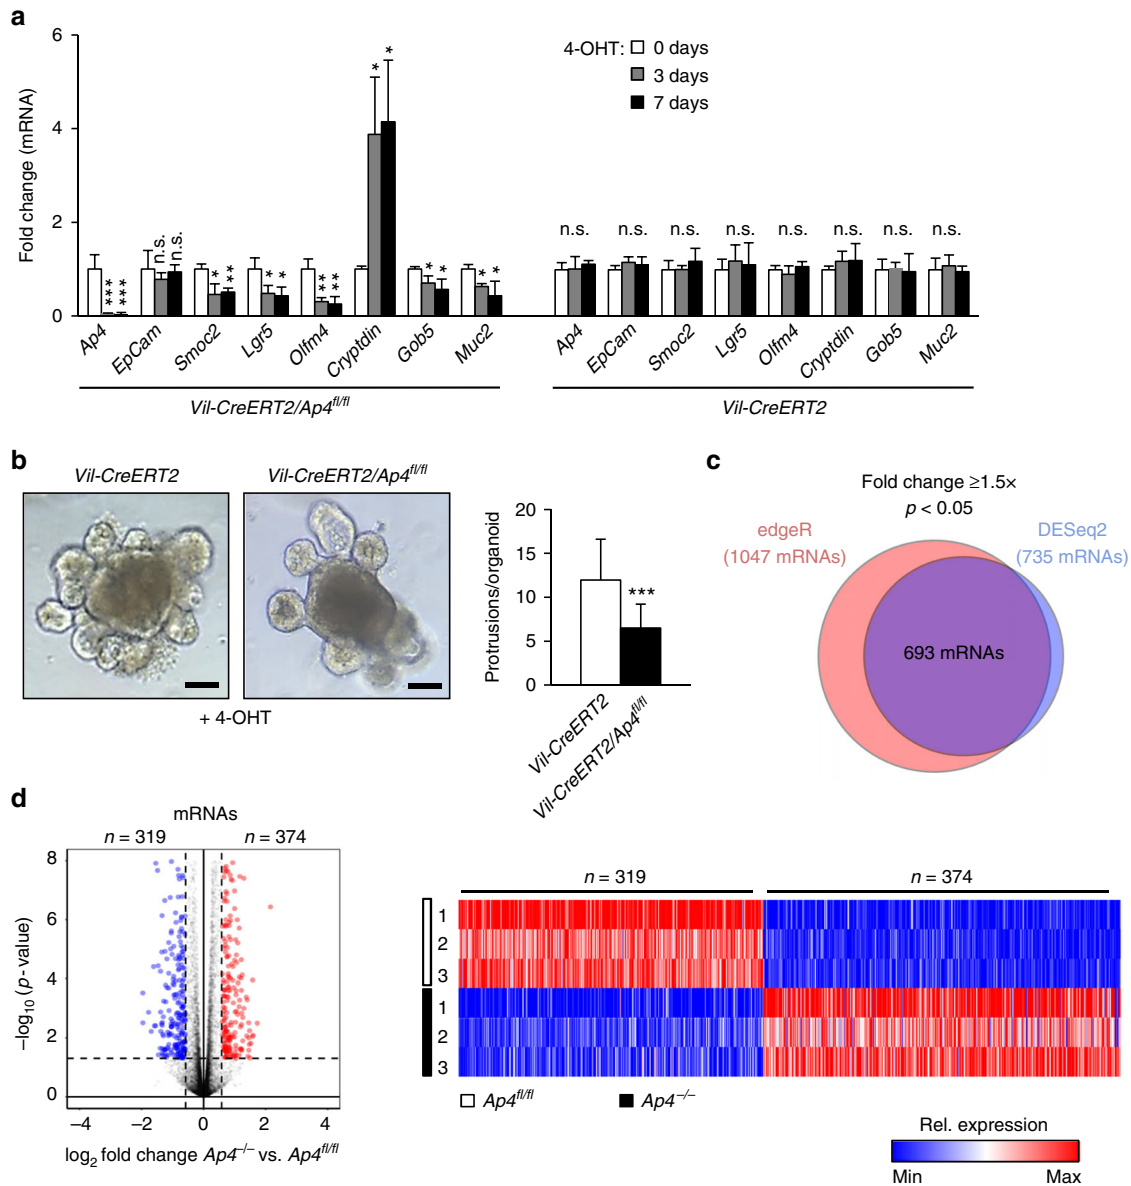 a
6
4
2
0
Fold change (mRNA)
4-OHT: 0 days
3 days
7 days
*** *** n.s. n.s. * ** * * ** ** * * * * * *
n.s. n.s. n.s. n.s. n.s. n.s. n.s. n.s.
Ap4 EpCam Smoc2 Lgr5 Olfm4 Cryptdin Gob5 Muc2
Ap4 EpCam Smoc2 Lgr5 Olfm4 Cryptdin Gob5 Muc2
Vil-CreERT2/Ap4fl/fl
Vil-CreERT2
b
Vil-CreERT2
Vil-CreERT2/Ap4fl/fl
+ 4-OHT
20
15
10
5
0
Protrusions/organoid
***
Vil-CreERT2
Vil-CreERT2/Ap4fl/fl
c
Fold change ≥1.5×
p < 0.05
edgeR
(1047 mRNAs)
DESeq2
(735 mRNAs)
693 mRNAs
d
mRNAs
n = 319
n = 374
8
6
4
2
0
–log10 (p-value)
–4 –2 0 2 4
log2 fold change Ap4–/– vs. Ap4fl/fl
n = 319
n = 374
1
2
3
1
2
3
Ap4fl/fl
Ap4–/–
Rel. expression
Min
Max